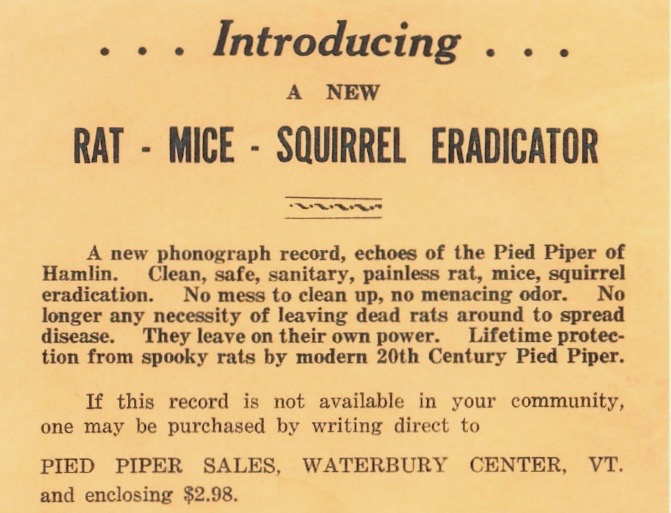 . . . Introducing . . .
A NEW
RAT - MICE - SQUIRREL ERADICATOR
A new phonograph record, echoes of the Pied Piper of
Hamlin. Clean, safe, sanitary, painless rat, mice, squirrel
eradication. No mess to clean up, no menacing odor. No
longer any necessity of leaving dead rats around to spread
disease. They leave on their own power. Lifetime protec-
tion from spooky rats by modern 20th Century Pied Piper.
If this record is not available in your community,
one may be purchased by writing direct to
PIED PIPER SALES, WATERBURY CENTER, VT.
and enclosing $2.98.